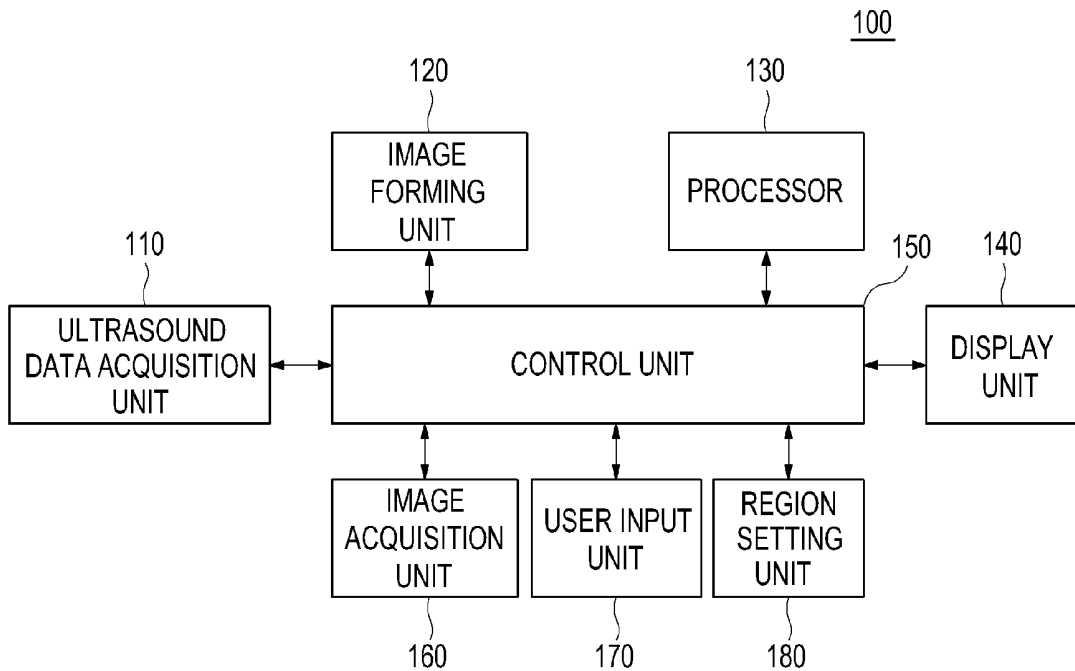 100
120
130
IMAGE
FORMING
UNIT
PROCESSOR
110
150
140
ULTRASOUND
DATA ACQUISITION
UNIT
CONTROL UNIT
DISPLAY
UNIT
IMAGE
ACQUISITION
UNIT
USER INPUT
UNIT
REGION
SETTING
UNIT
160
170
180